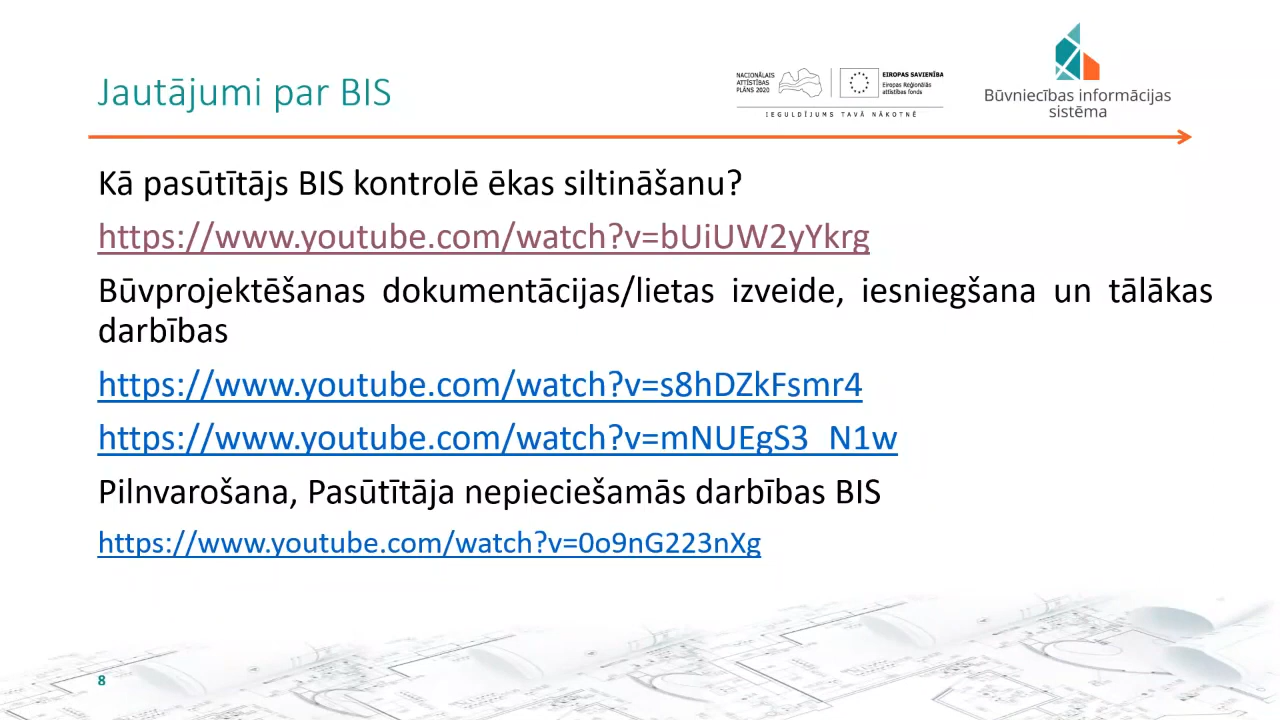 Jautājumi par BIS
NACIONĀLAIS
ATTĪSTĪBAS
PLĀNS 2020
EIROPAS SAVIENĪBA
Eiropas Reģionālās
attīstības fonds
IEGULDĪJUMS TAVĀ NĀKOTNĒ
Būvniecības informācijas
sistēma
Kā pasūtītājs BIS kontrolē ēkas siltināšanu?
https://www.youtube.com/watch?v=bUiUW2yYkrg
Būvprojektēšanas dokumentācijas/lietas izveide, iesniegšana un tālākas
darbības
https://www.youtube.com/watch?v=s8hDZkFsmr4
https://www.youtube.com/watch?v=mNUEgS3_N1w
Pilnvarošana, Pasūtītāja nepieciešamās darbības BIS
https://www.youtube.com/watch?v=0o9nG223nXg
8